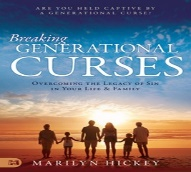 ARE YOU HELD CAPTIVE BY
A GENERATIONAL CURSE?
Breaking
GENERATIONAL
CURSES
OVERCOMING THE LEGACY OF SIN
IN YOUR LIFE & FAMILY
MARILYN HICKEY